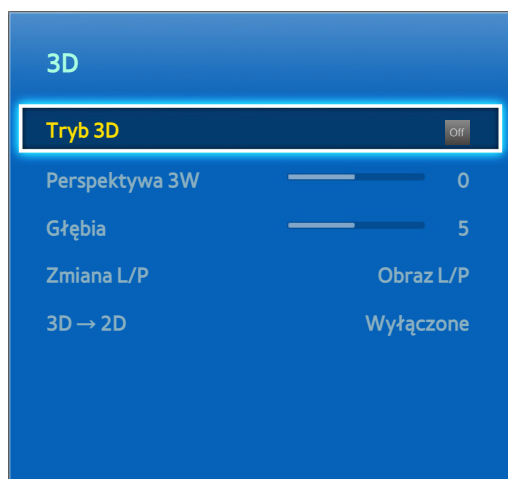 3D
Tryb 3D Off
Perspektywa 3W 0
Głębia 5
Zmiana L/P Obraz L/P
3D → 2D Wyłączone